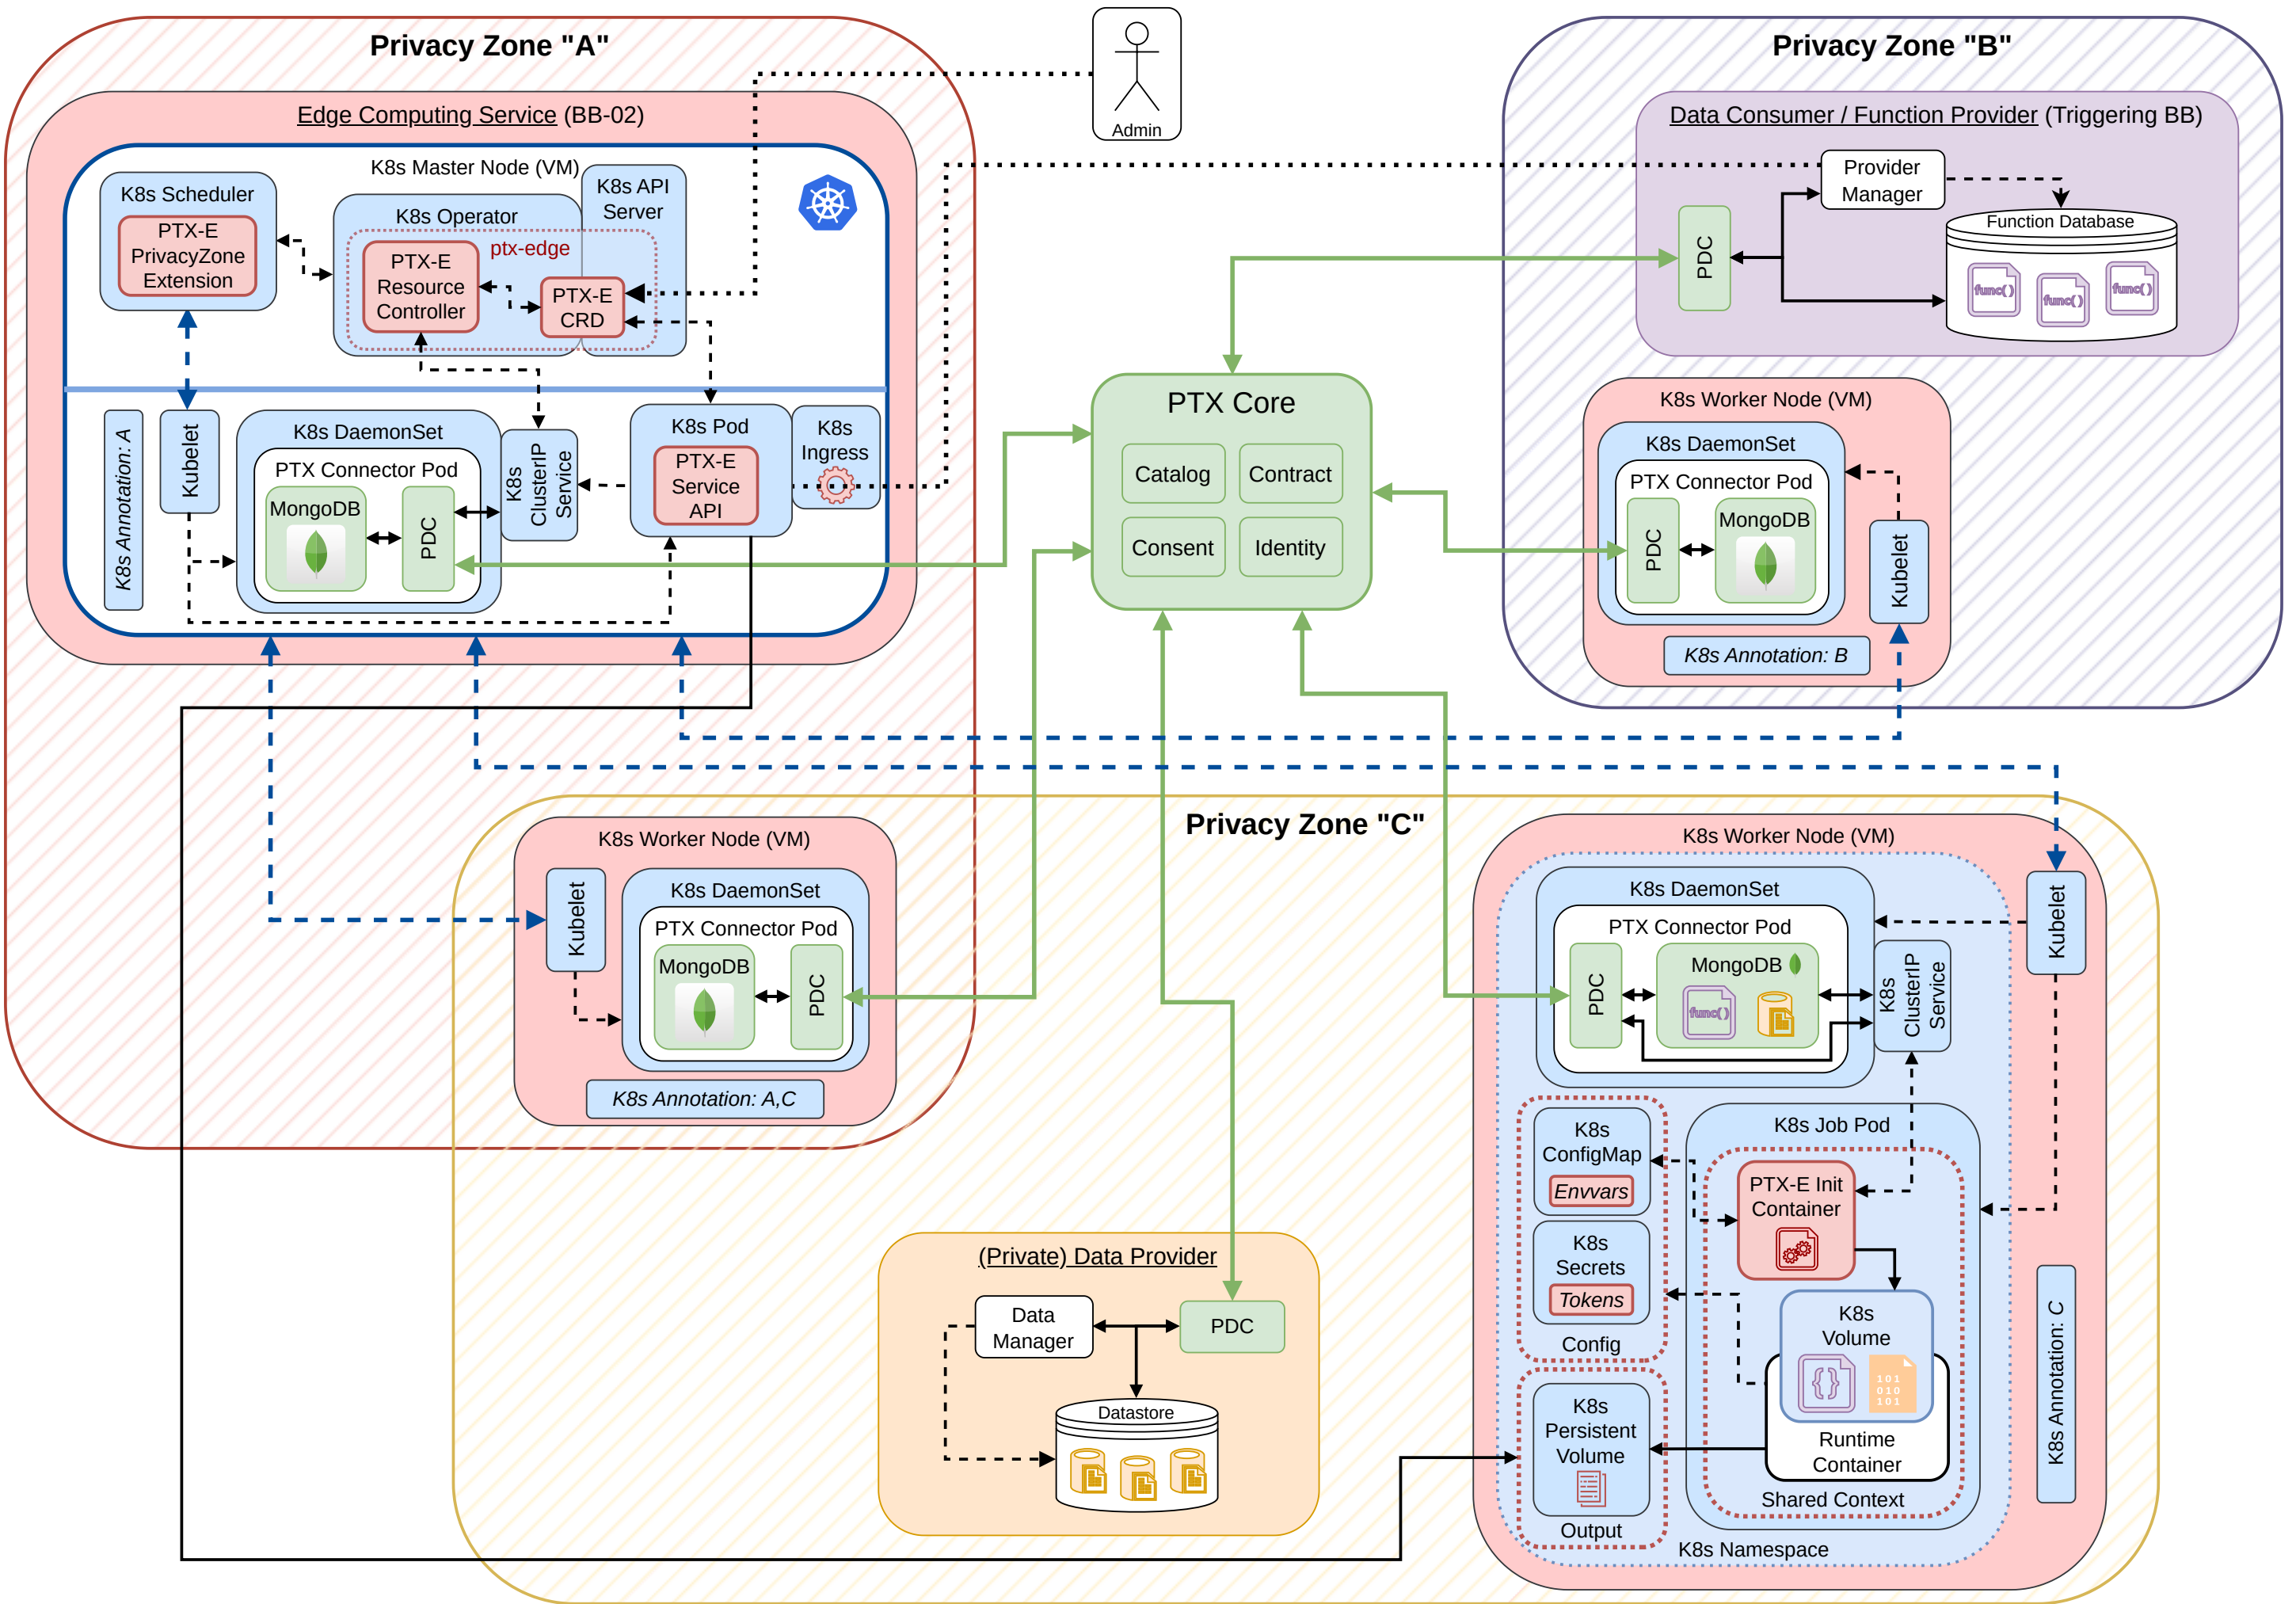 Privacy Zone "A"
Edge Computing Service (BB-02)
K8s Master Node (VM)
K8s Scheduler
PTX-E
PrivacyZone
Extension
K8s Operator
ptx-edge
PTX-E
Resource
Controller
K8s API
Server
PTX-E
CRD
K8s Annotation: A
Kubelet
K8s DaemonSet
PTX Connector Pod
MongoDB
PDC
K8s
ClusterIP
Service
K8s Pod
PTX-E
Service
API
K8s
Ingress
Admin
Privacy Zone "B"
Data Consumer / Function Provider (Triggering BB)
Provider
Manager
PDC
Function Database
func()
func()
func()
K8s Worker Node (VM)
K8s DaemonSet
PTX Connector Pod
PDC
MongoDB
Kubelet
K8s Annotation: B
PTX Core
Catalog
Contract
Consent
Identity
Privacy Zone "C"
K8s Worker Node (VM)
Kubelet
K8s DaemonSet
PTX Connector Pod
MongoDB
PDC
K8s Annotation: A,C
(Private) Data Provider
Data
Manager
PDC
Datastore
K8s Worker Node (VM)
K8s DaemonSet
PTX Connector Pod
PDC
MongoDB
func()
K8s
ClusterIP
Service
Kubelet
K8s
ConfigMap
Envvars
K8s
Secrets
Tokens
Config
K8s
Persistent
Volume
Output
K8s Job Pod
PTX-E Init
Container
K8s
Volume
{}
101
010
101
Runtime
Container
Shared Context
K8s Namespace
K8s Annotation: C